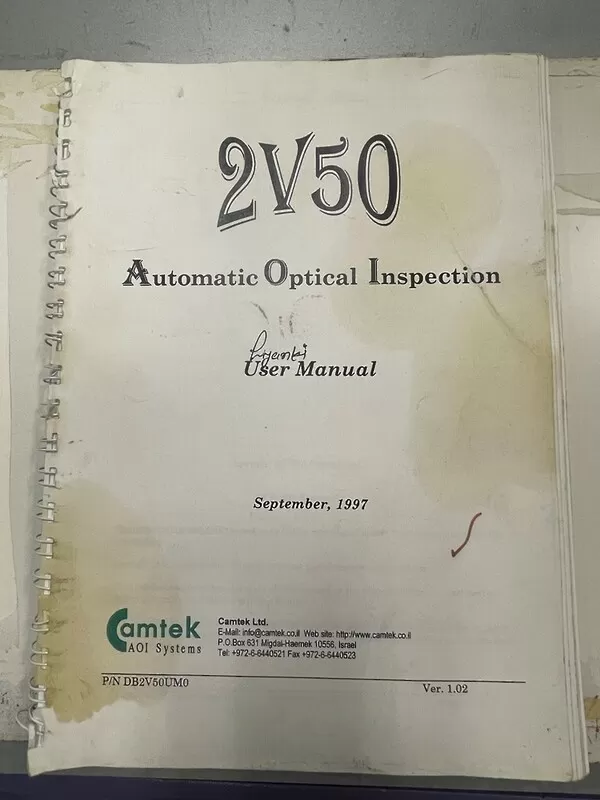 2V50
Automatic Optical Inspection
User Manual
September, 1997
Camtek
AOI Systems
Camtek Ltd.
E-Mail: info@camtek.co.il Web site: http://www.camtek.co.il
P.O.Box 631 Migdal-Haemek 10556, Israel
Tel: +972-6-6440521 Fax +972-6-6440523
P/N DB2V50UM0
Ver. 1.02